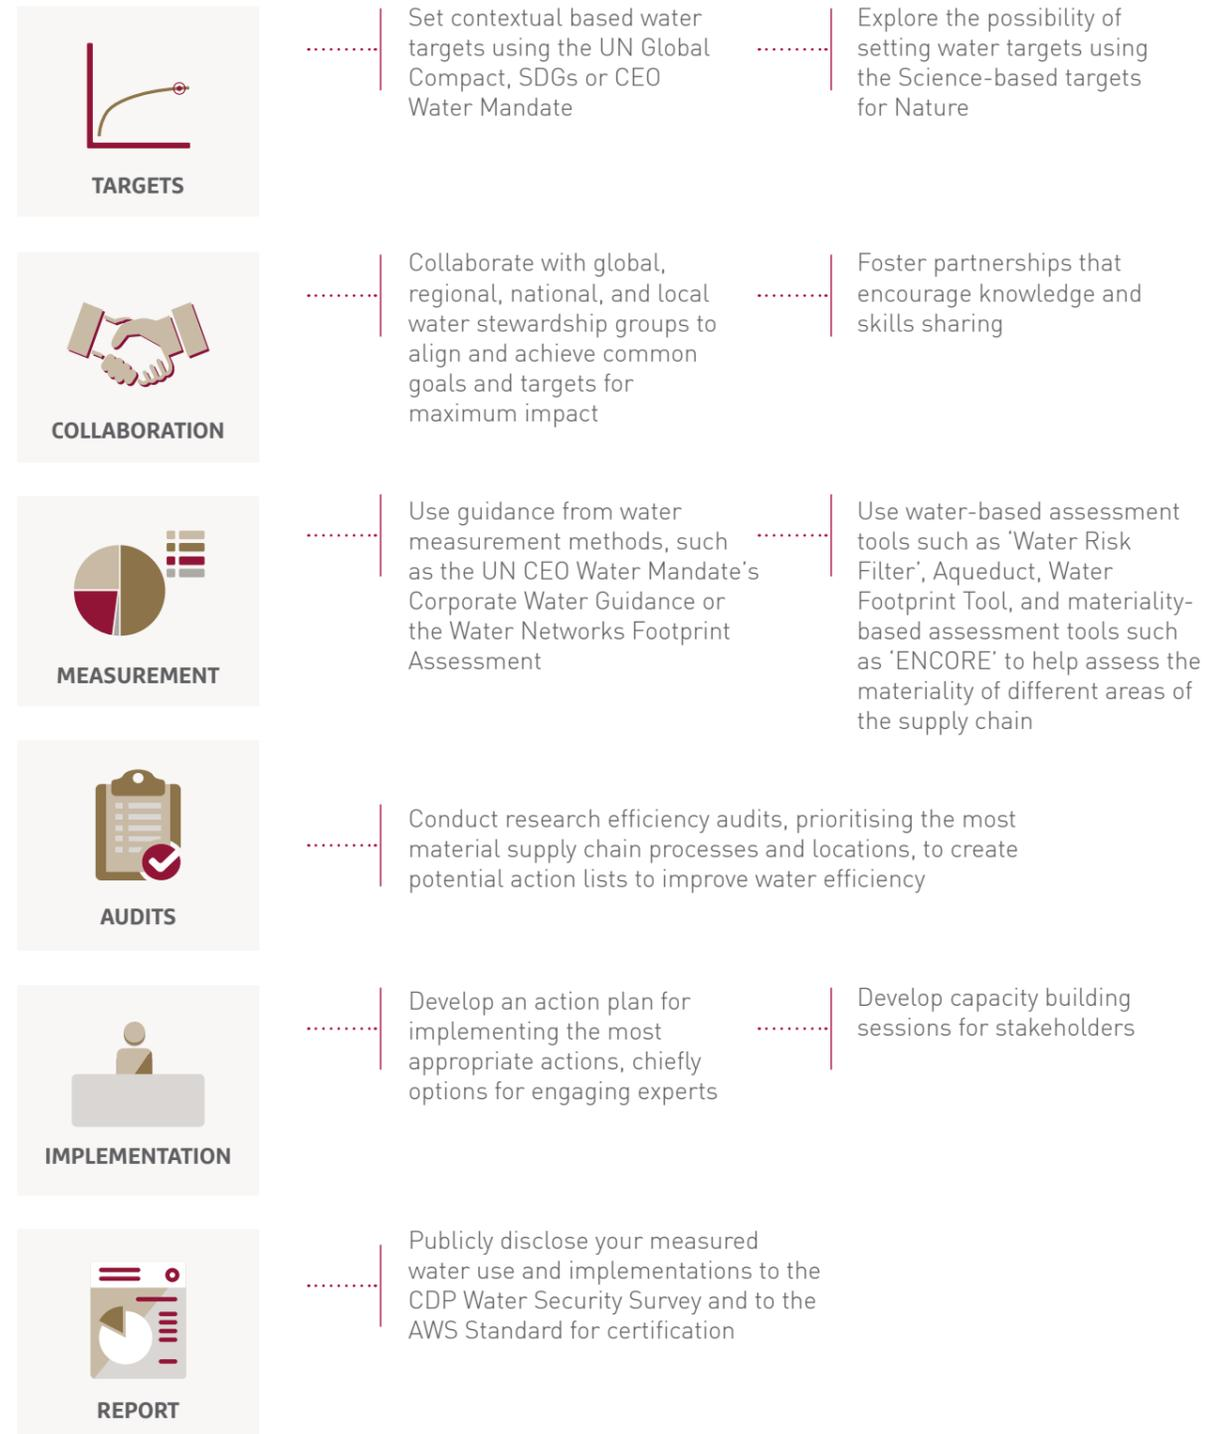 TARGETS
Set contextual based water
targets using the UN Global
Compact, SDGs or CEO
Water Mandate
Explore the possibility of
setting water targets using
the Science-based targets
for Nature
COLLABORATION
Collaborate with global,
regional, national, and local
water stewardship groups to
align and achieve common
goals and targets for
maximum impact
Foster partnerships that
encourage knowledge and
skills sharing
MEASUREMENT
Use guidance from water
measurement methods, such
as the UN CEO Water Mandate’s
Corporate Water Guidance or
the Water Networks Footprint
Assessment
Use water-based assessment
tools such as ‘Water Risk
Filter’, Aqueduct, Water
Footprint Tool, and materiality-
based assessment tools such
as ‘ENCORE’ to help assess the
materiality of different areas of
the supply chain
AUDITS
Conduct research efficiency audits, prioritising the most
material supply chain processes and locations, to create
potential action lists to improve water efficiency
IMPLEMENTATION
Develop an action plan for
implementing the most
appropriate actions, chiefly
options for engaging experts
Develop capacity building
sessions for stakeholders
REPORT
Publicly disclose your measured
water use and implementations to the
CDP Water Security Survey and to the
AWS Standard for certification